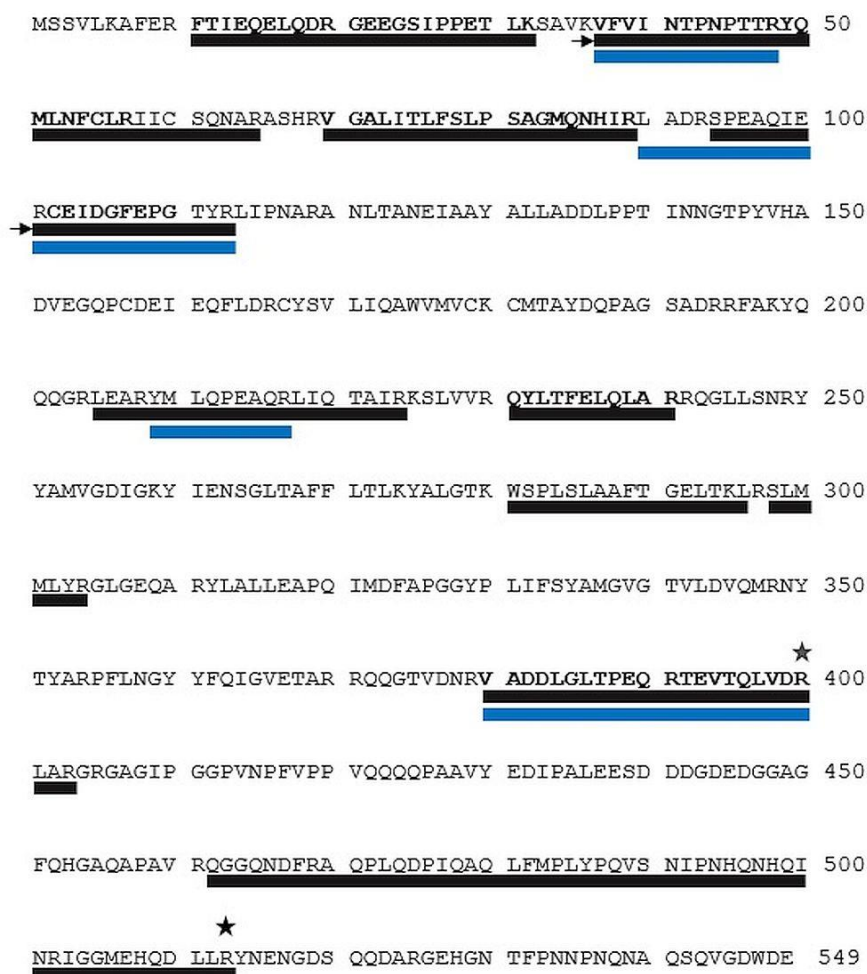 MSSVLKAFER FTIEQELQDR GEEGSIPPET LKSAVKVFVI NTPNPTTRYQ 50
MLNFCLRIIC SQNARASHRV GALITLFSLP SAGMQNHIRL ADRSPEAQIE 100
RCEIDGFEPG TYRLIPNARA NLTANEIAAY ALLADDLPPT INNGTPYVHA 150
DVEGQPCDEI EQFLDRCYSV LIQAWVMVCK CMTAYDQPAG SADRRFAKYQ 200
QQGRLEARYM LQPEAQRLIQ TAIRKSLVVR QYLTFELQLA RRQGLLSNRY 250
YAMVGDIGKY IENSGLTAFF LTLKYALGTK WSPLSLAAFT GELTKLRSLM 300
MLYRGLGEQA RYLALLEAPQ IMDFAPGGYP LIFSYAMGVG TVLDVQMRNY 350
TYARPFLNGY YFQIGVETAR RQQGTVDNRV ADDLGLTPEQ RTEVTQLVDR 400
LARGRGAGIP GGPVNPFVPP VQQQQPAAVY EDIPALEESD DDGDEDGGAG 450
FQHGAQAPAV RQGGQNDFRA QPLQDPIQAQ LFMPLYPQVS NIPNHQNHQI 500
NRIGGMEHQD LLRYNENGDS QQDARGEHGN TFPNNPNQNA QSQVGDWDE 549